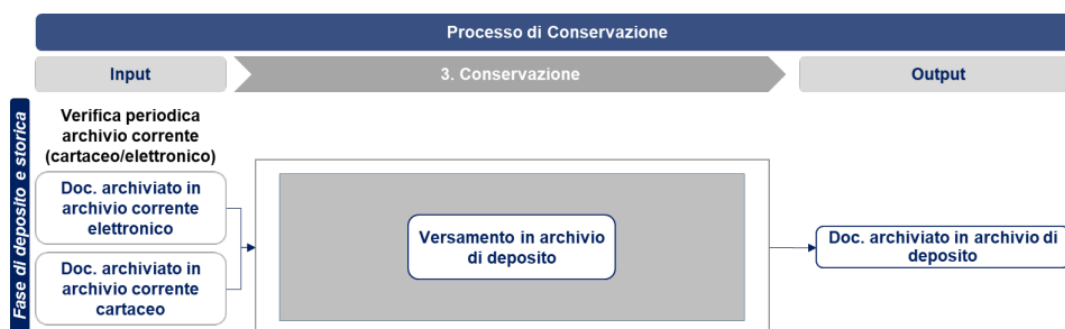 Processo di Conservazione
Input
3. Conservazione
Output
Fase di deposito e storica
Verifica periodica
archivio corrente
(cartaceo/elettronico)
Doc. archiviato in
archivio corrente
elettronico
Doc. archiviato in
archivio corrente
cartaceo
Versamento in archivio
di deposito
Doc. archiviato in archivio di
deposito